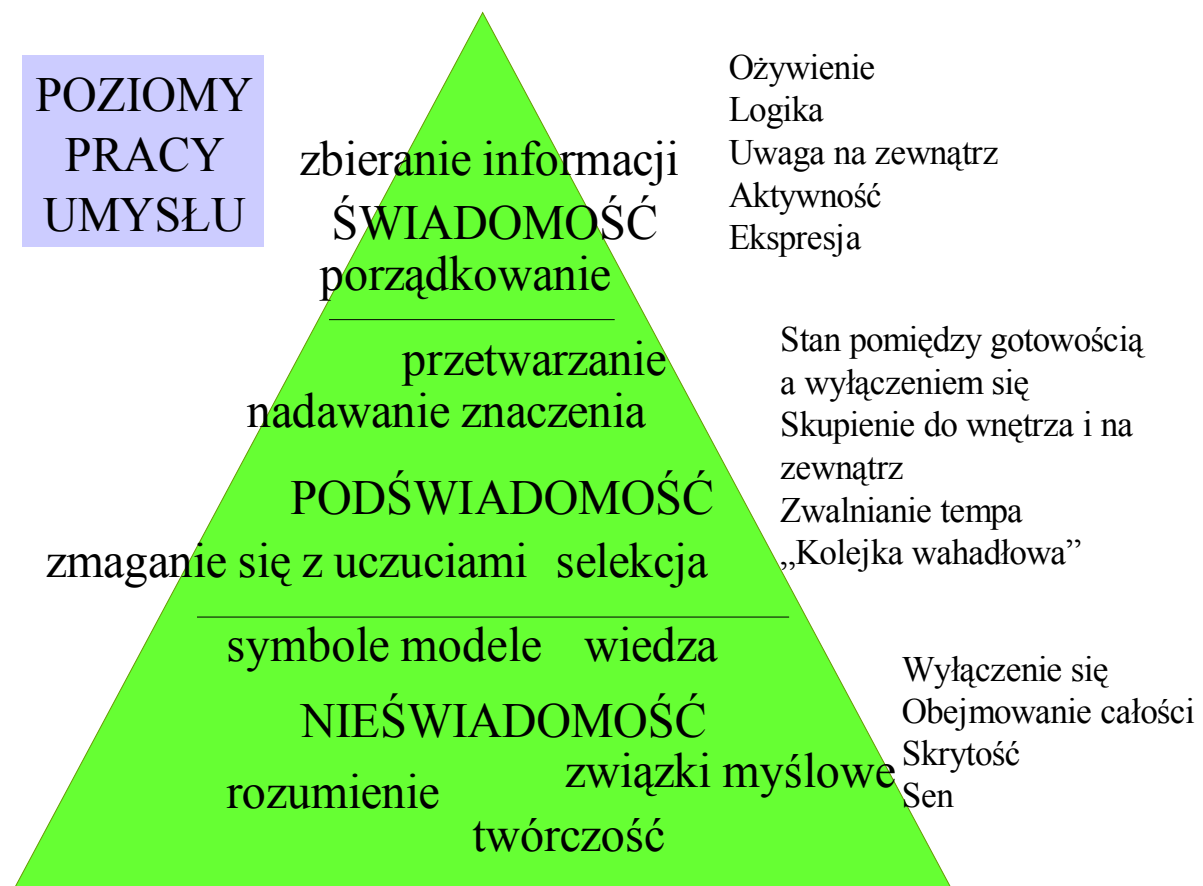 POZIOMY
PRACY
UMYSŁU
zbieranie informacji
ŚWIADOMOŚĆ
porządkowanie
Ożywienie
Logika
Uwaga na zewnątrz
Aktywność
Ekspresja
przetwarzanie
nadawanie znaczenia
PODŚWIADOMOŚĆ
zmaganie się z uczuciami selekcja
Stan pomiędzy gotowością
a wyłączeniem się
Skupienie do wnętrza i na
zewnątrz
Zwalnianie tempa
„Kolejka wahadłowa”
symbole modele wiedza
NIEŚWIADOMOŚĆ
związki myślowe
rozumienie
twórczość
Wyłączenie się
Obejmowanie całości
Skrytość
Sen